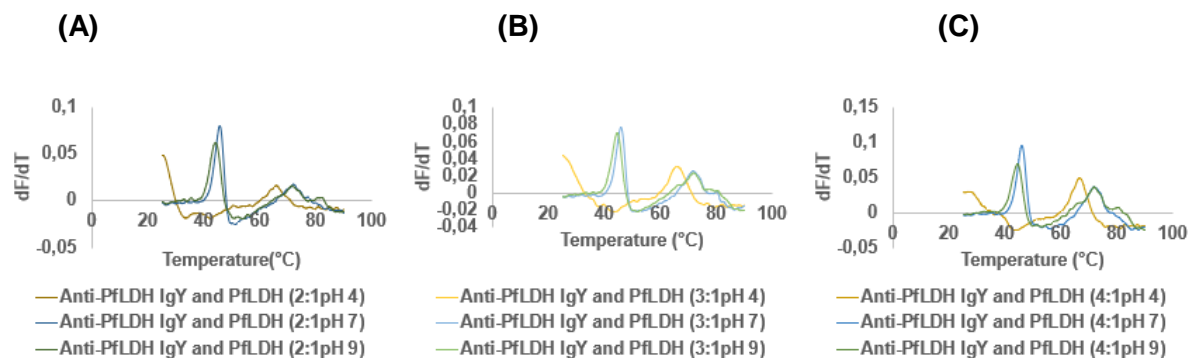 (A)
(B)
(C)
0,1
0,05
0
-0,05
0 20 40 60 80 100
dF/dT
Temperature(°C)
0,1
0,08
0,06
0,04
0,02
0
-0,02
-0,04
0 20 40 60 80 100
dF/dT
Temperature (°C)
0,15
0,1
0,05
0
-0,05
0 20 40 60 80 100
dF/dT
Temperature (°C)
Anti-PfLDH IgY and PfLDH (2:1pH 4)
Anti-PfLDH IgY and PfLDH (2:1pH 7)
Anti-PfLDH IgY and PfLDH (2:1pH 9)
Anti-PfLDH IgY and PfLDH (3:1pH 4)
Anti-PfLDH IgY and PfLDH (3:1pH 7)
Anti-PfLDH IgY and PfLDH (3:1pH 9)
Anti-PfLDH IgY and PfLDH (4:1pH 4)
Anti-PfLDH IgY and PfLDH (4:1pH 7)
Anti-PfLDH IgY and PfLDH (4:1pH 9)